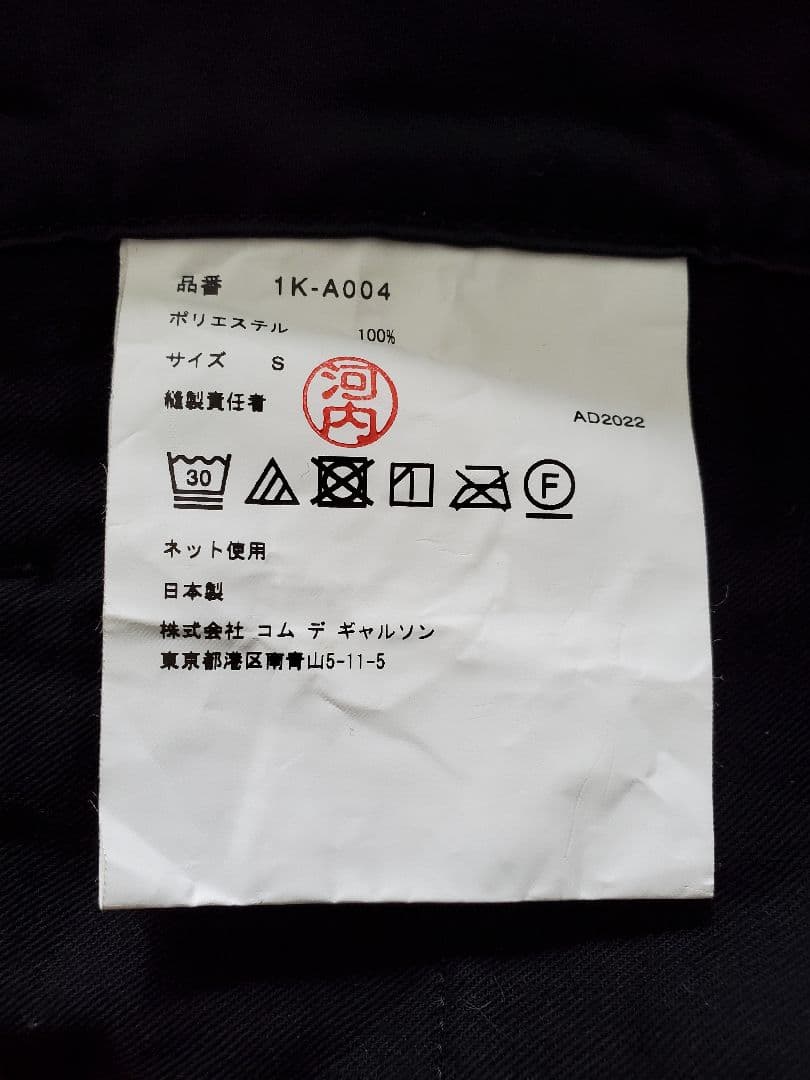 品番 1K-A004
ポリエステル 100%
サイズ S
縫製責任者 河内
AD2022
30 F
ネット使用
日本製
株式会社 コム デ ギャルソン
東京都港区南青山5-11-5